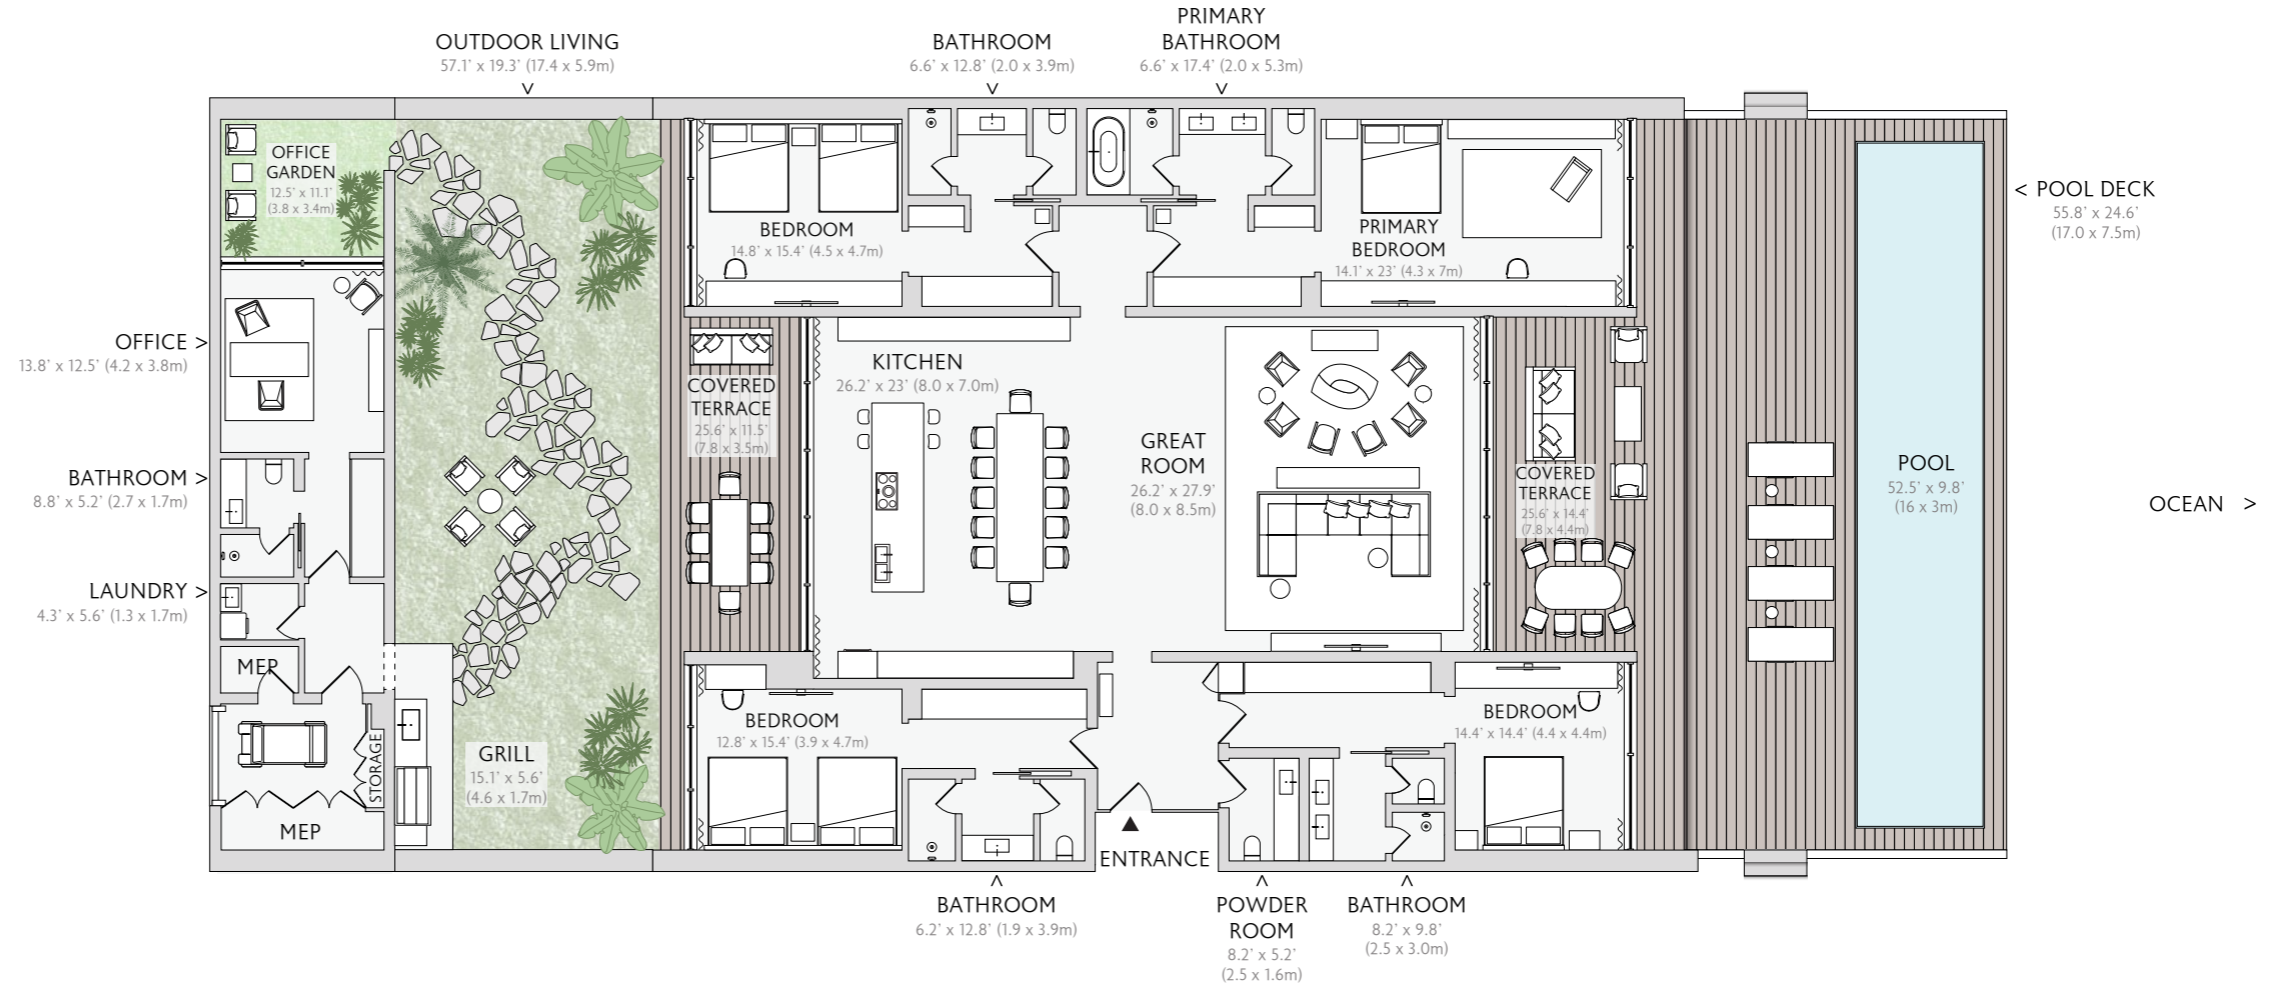 OUTDOOR LIVING
57.1' x 19.3' (17.4 x 5.9m)
BATHROOM
6.6' x 12.8' (2.0 x 3.9m)
PRIMARY
BATHROOM
6.6' x 17.4' (2.0 x 5.3m)
OFFICE
GARDEN
12.5' x 11.1'
(3.8 x 3.4m)
BEDROOM
14.8' x 15.4' (4.5 x 4.7m)
PRIMARY
BEDROOM
14.1' x 23' (4.3 x 7m)
< POOL DECK
55.8' x 24.6'
(17.0 x 7.5m)
OFFICE >
13.8' x 12.5' (4.2 x 3.8m)
COVERED
TERRACE
25.6' x 11.5'
(7.8 x 3.5m)
KITCHEN
26.2' x 23' (8.0 x 7.0m)
GREAT
ROOM
26.2' x 27.9'
(8.0 x 8.5m)
COVERED
TERRACE
25.6' x 14.4'
(7.8 x 4.4m)
POOL
52.5' x 9.8'
(16 x 3m)
OCEAN >
BATHROOM >
8.8' x 5.2' (2.7 x 1.7m)
LAUNDRY >
4.3' x 5.6' (1.3 x 1.7m)
MEP
STORAGE
MEP
GRILL
15.1' x 5.6'
(4.6 x 1.7m)
BEDROOM
12.8' x 15.4' (3.9 x 4.7m)
BEDROOM
14.4' x 14.4' (4.4 x 4.4m)
ENTRANCE
BATHROOM
6.2' x 12.8' (1.9 x 3.9m)
POWDER
ROOM
8.2' x 5.2'
(2.5 x 1.6m)
BATHROOM
8.2' x 9.8'
(2.5 x 3.0m)